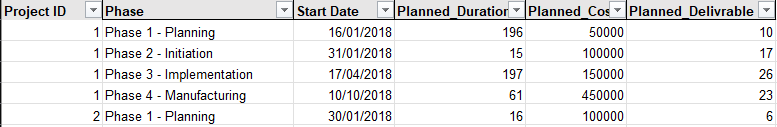 Project ID Phase Start Date Planned_Duration Planned_Cos Planned_Delivrable
1 Phase 1 - Planning 16/01/2018 196 50000 10
1 Phase 2 - Initiation 31/01/2018 15 100000 17
1 Phase 3 - Implementation 17/04/2018 197 150000 26
1 Phase 4 - Manufacturing 10/10/2018 61 450000 23
2 Phase 1 - Planning 30/01/2018 16 100000 6